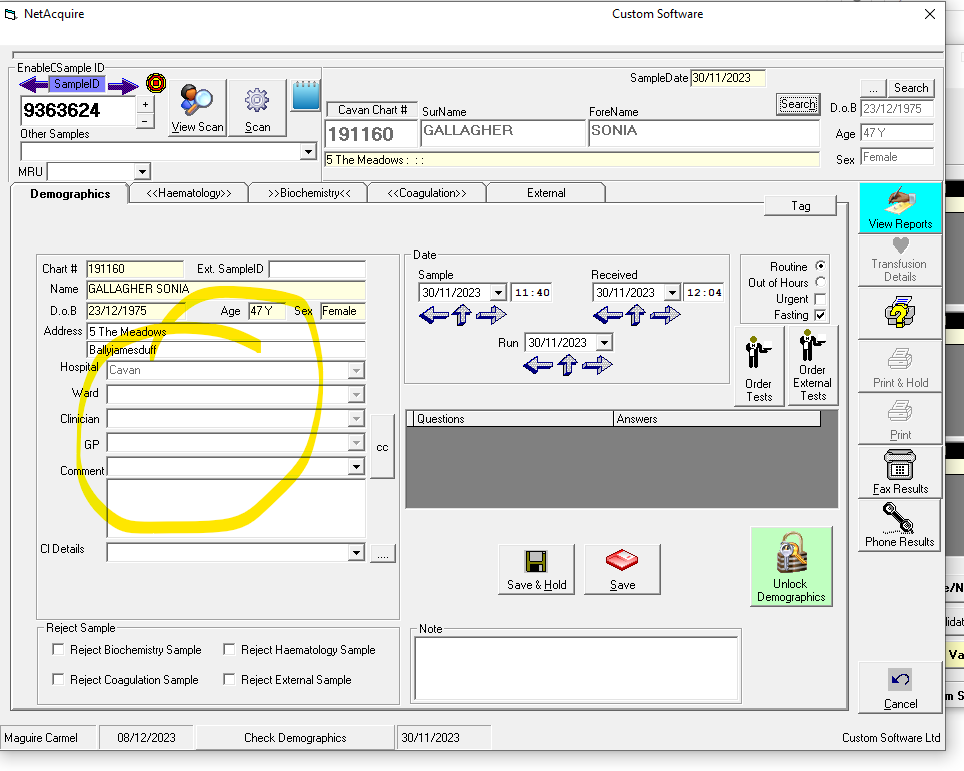 NetAcquire Custom Software
EnableCSample ID
SampleID
9363624
+
-
View Scan
Scan
Other Samples
MRU
SampleDate 30/11/2023
Cavan Chart # SurName ForeName
Search
191160 GALLAGHER SONIA
5 The Meadows : : :
... Search
D.o.B 23/12/1975
Age 47 Y
Sex Female
Demographics <<Haematology>> >>Biochemistry<< <<Coagulation>> External
Tag
Chart # 191160 Ext. SampleID
Name GALLAGHER SONIA
D.o.B 23/12/1975 Age 47 Y Sex Female
Address 5 The Meadows
Ballyjamesduff
Hospital Cavan
Ward
Clinician
GP
cc
Comment
Cl Details
....
Date
Sample Received
30/11/2023 11:40 30/11/2023 12:04
Run 30/11/2023
Routine
Out of Hours
Urgent
Fasting
Order Tests
Order External Tests
Questions Answers
Save & Hold
Save
Unlock Demographics
Reject Sample
Reject Biochemistry Sample Reject Haematology Sample
Reject Coagulation Sample Reject External Sample
Note
View Reports
Transfusion Details
Print & Hold
Print
Fax Results
Phone Results
Cancel
Maguire Carmel 08/12/2023 Check Demographics 30/11/2023 Custom Software Ltd